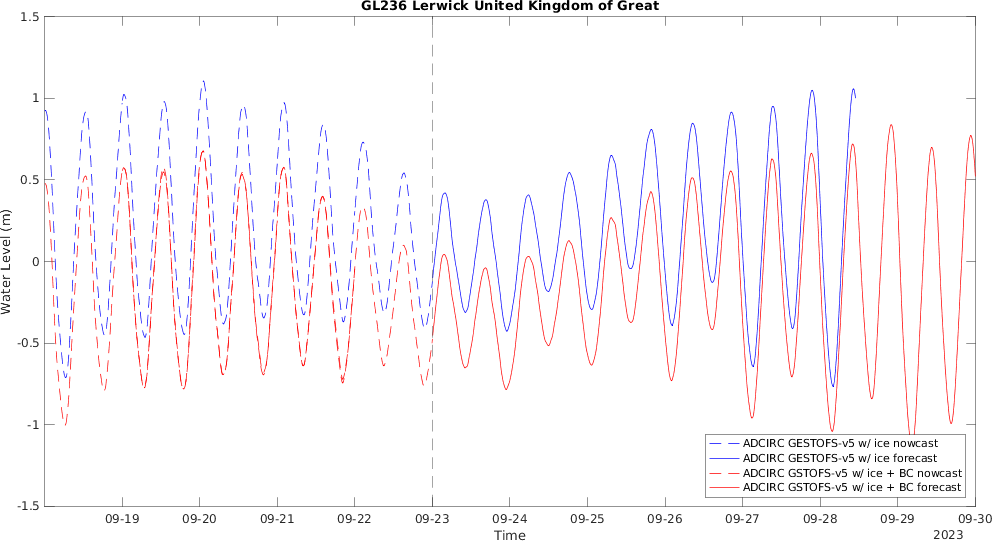 GL236 Lerwick United Kingdom of Great
1.5
1
0.5
0
-0.5
-1
-1.5
Water Level (m)
09-19 09-20 09-21 09-22 09-23 09-24 09-25 09-26 09-27 09-28 09-29 09-30
Time
2023
ADCIRC GESTOFS-v5 w/ ice nowcast
ADCIRC GESTOFS-v5 w/ ice forecast
ADCIRC GSTOFS-v5 w/ ice + BC nowcast
ADCIRC GSTOFS-v5 w/ ice + BC forecast